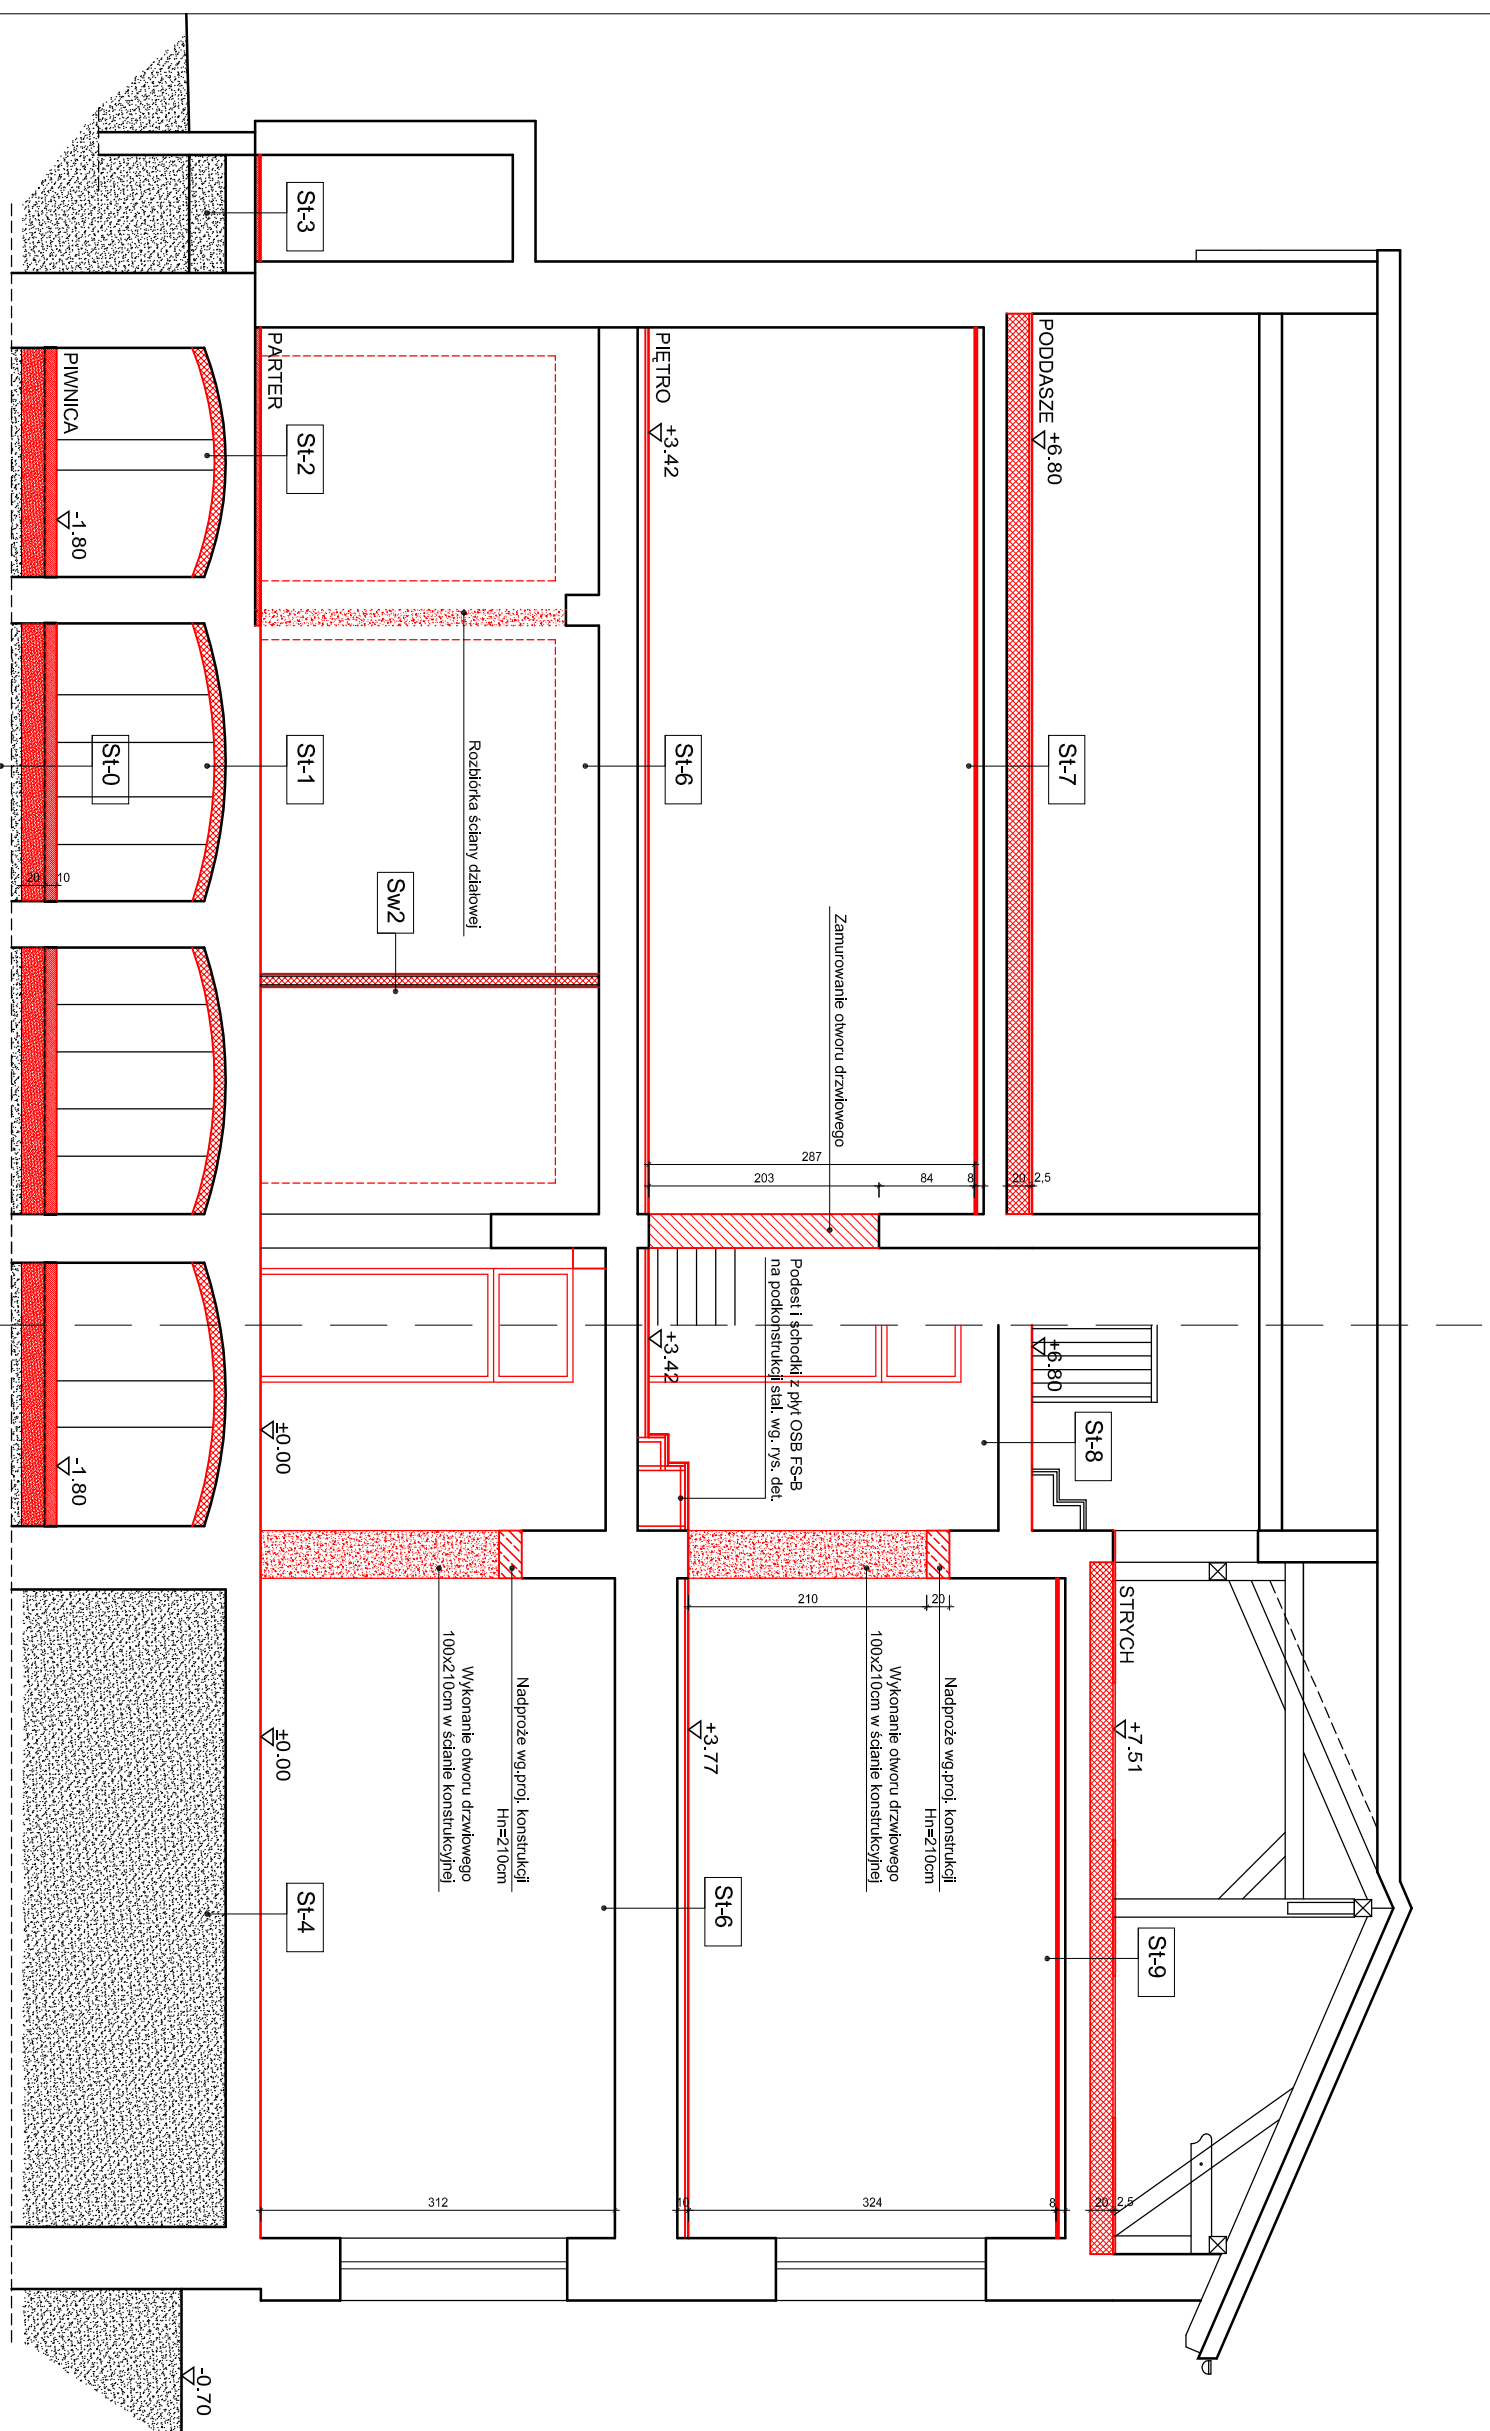 PODDASZE
+6.80
St-7
+6.80
St-8
STRYCH
+7.51
St-9
20
2,5
20
2,5
PIĘTRO
+3.42
St-6
Zamurowanie otworu drzwiowego
287
203
84
8
+3.42
Podest i schodki z płyt OSB FS-B
na podkonstrukcji stal. wg. rys. det.
210
20
Nadproże wg.proj. konstrukcji
Hn=210cm
Wykonanie otworu drzwiowego
100x210cm w ścianie konstrukcyjnej
+3.77
St-6
10
324
8
PARTER
St-3
St-2
St-1
Rozbiórka ściany działowej
Sw2
±0.00
Nadproże wg.proj. konstrukcji
Hn=210cm
Wykonanie otworu drzwiowego
100x210cm w ścianie konstrukcyjnej
±0.00
St-4
312
PIWNICA
-1.80
St-0
20
10
-1.80
-0.70